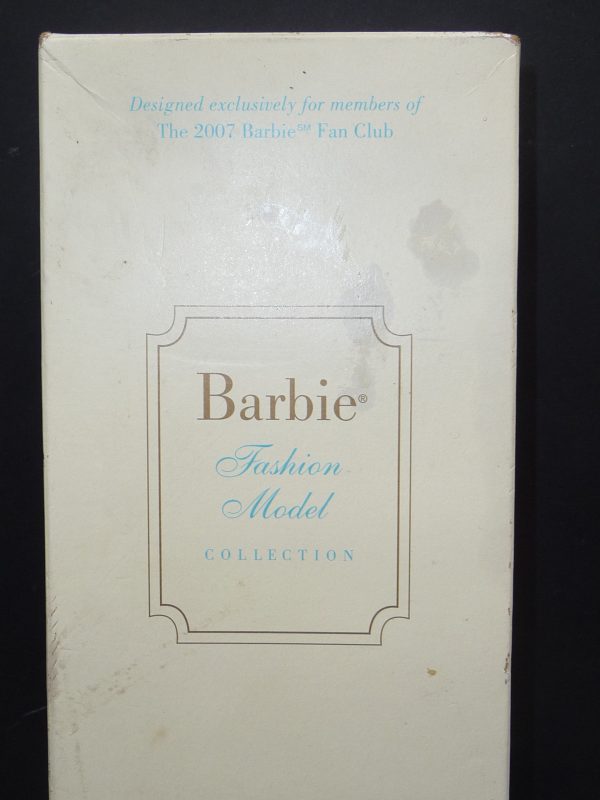 Designed exclusively for members of
The 2007 Barbie℠ Fan Club
Barbie®
Fashion
Model
COLLECTION